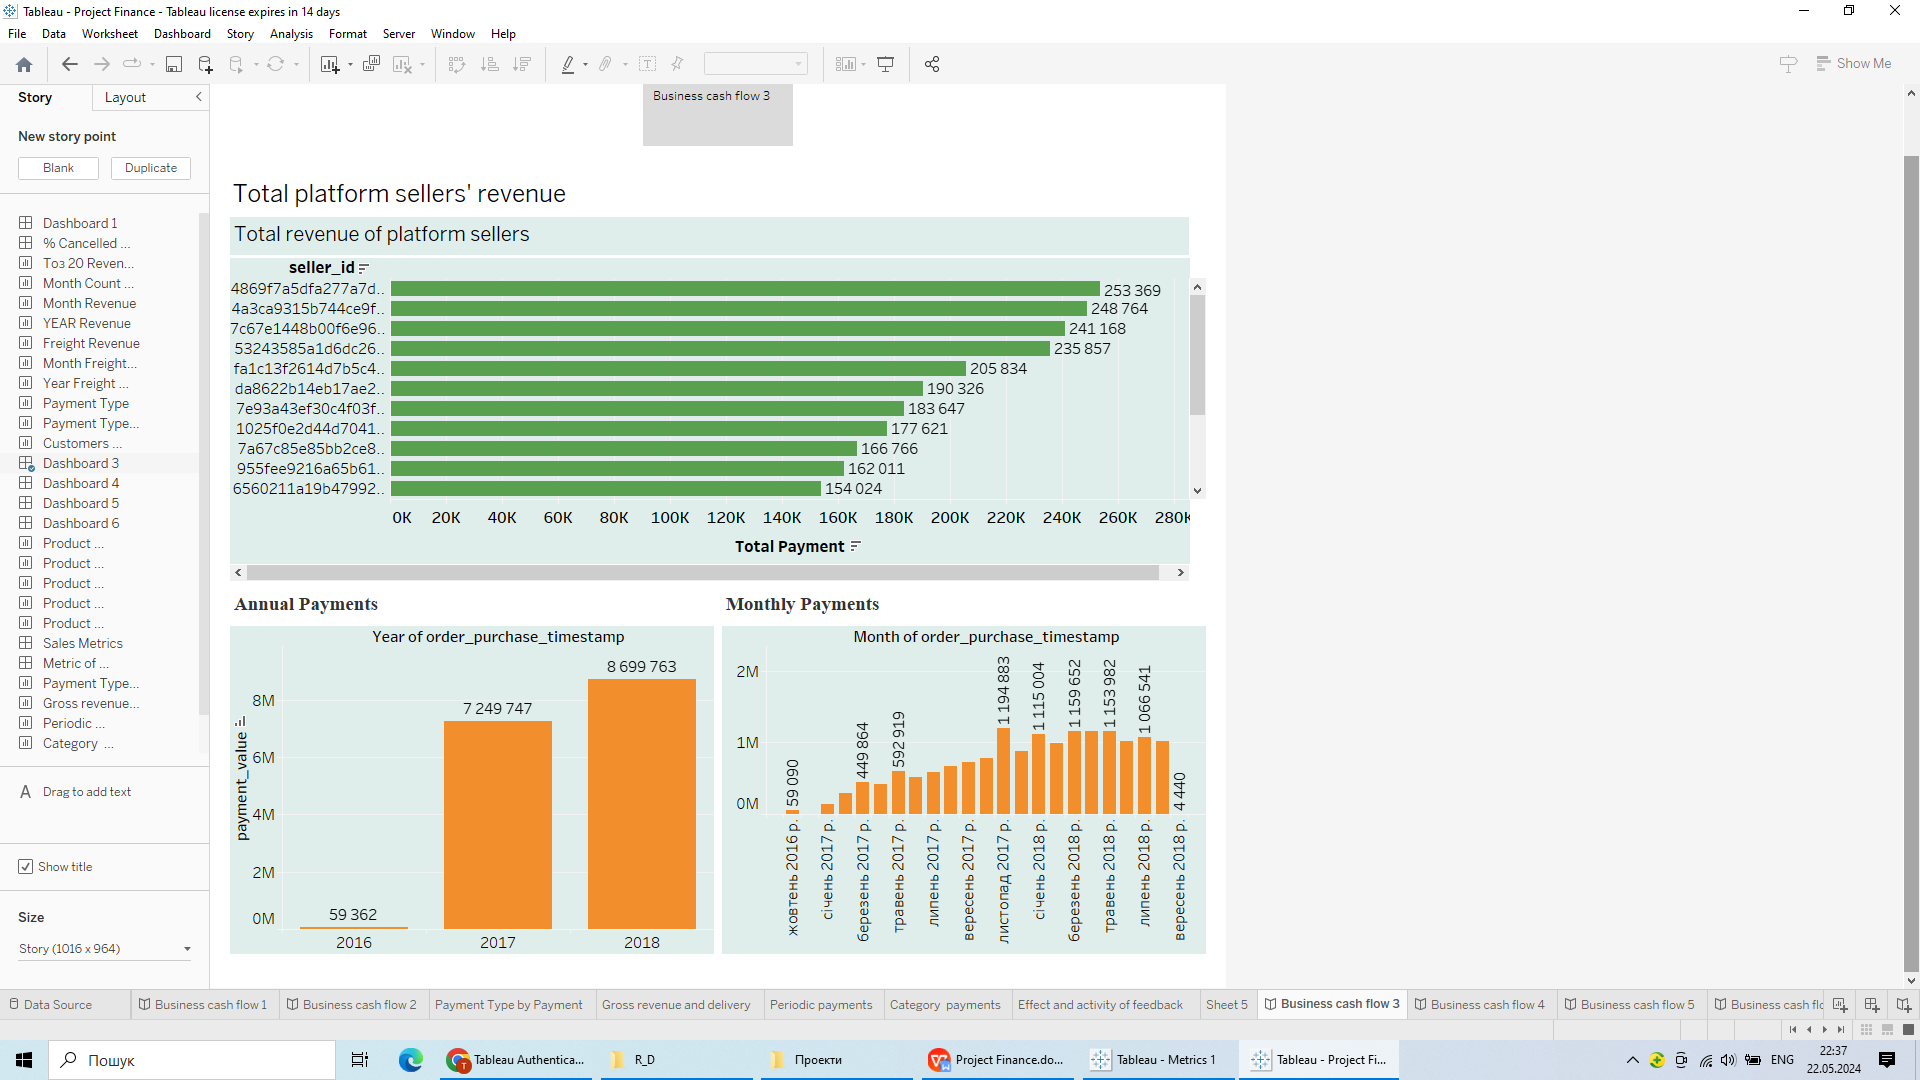 Tableau - Project Finance - Tableau license expires in 14 days
File Data Worksheet Dashboard Story Analysis Format Server Window Help
Show Me
Story Layout
New story point
Blank Duplicate
Dashboard 1
% Cancelled ...
Тоз 20 Reven...
Month Count ...
Month Revenue
YEAR Revenue
Freight Revenue
Month Freight...
Year Freight ...
Payment Type
Payment Type...
Customers ...
Dashboard 3
Dashboard 4
Dashboard 5
Dashboard 6
Product ...
Product ...
Product ...
Product ...
Product ...
Sales Metrics
Metric of ...
Payment Type...
Gross revenue...
Periodic ...
Category ...
A Drag to add text
Show title
Size
Story (1016 x 964)
Business cash flow 3
Total platform sellers' revenue
Total revenue of platform sellers
seller_id
4869f7a5dfa277a7d.. 253 369
4a3ca9315b744ce9f.. 248 764
7c67e1448b00f6e96.. 241 168
53243585a1d6dc26.. 235 857
fa1c13f2614d7b5c4.. 205 834
da8622b14eb17ae2.. 190 326
7e93a43ef30c4f03f.. 183 647
1025f0e2d44d7041.. 177 621
7a67c85e85bb2ce8.. 166 766
955fee9216a65b61.. 162 011
6560211a19b47992.. 154 024
0K 20K 40K 60K 80K 100K 120K 140K 160K 180K 200K 220K 240K 260K 280K
Total Payment
Annual Payments
Year of order_purchase_timestamp
payment_value
8M
6M
4M
2M
0M
59 362
7 249 747
8 699 763
2016 2017 2018
Monthly Payments
Month of order_purchase_timestamp
2M
1M
0M
59 090
449 864
592 919
1 194 883
1 115 004
1 159 652
1 153 982
1 066 541
4 440
жовтень 2016 р.
січень 2017 р.
березень 2017 р.
травень 2017 р.
липень 2017 р.
вересень 2017 р.
листопад 2017 р.
січень 2018 р.
березень 2018 р.
травень 2018 р.
липень 2018 р.
вересень 2018 р.
Data Source Business cash flow 1 Business cash flow 2 Payment Type by Payment Gross revenue and delivery Periodic payments Category payments Effect and activity of feedback Sheet 5 Business cash flow 3 Business cash flow 4 Business cash flow 5 Business cash flo
Пошук
Tableau Authentica...
R_D
Проекти
Project Finance.do...
Tableau - Metrics 1
Tableau - Project Fi...
ENG
22:37
22.05.2024